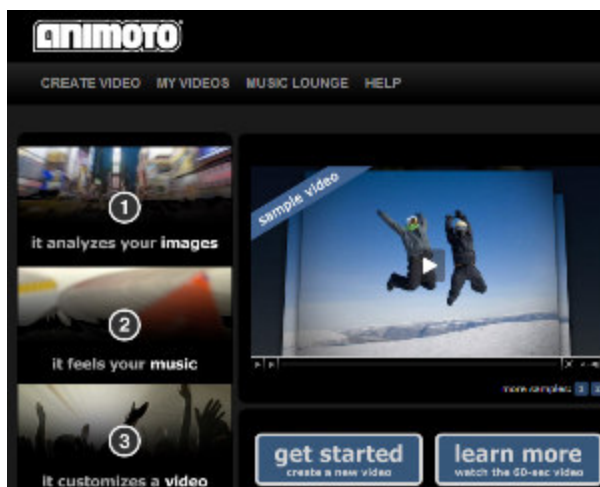 ANIMOTO
CREATE VIDEO MY VIDEOS MUSIC LOUNGE HELP
1
it analyzes your images
2
it feels your music
3
it customizes a video
sample video
more samples:
get started
create a new video
learn more
watch the 60-sec video